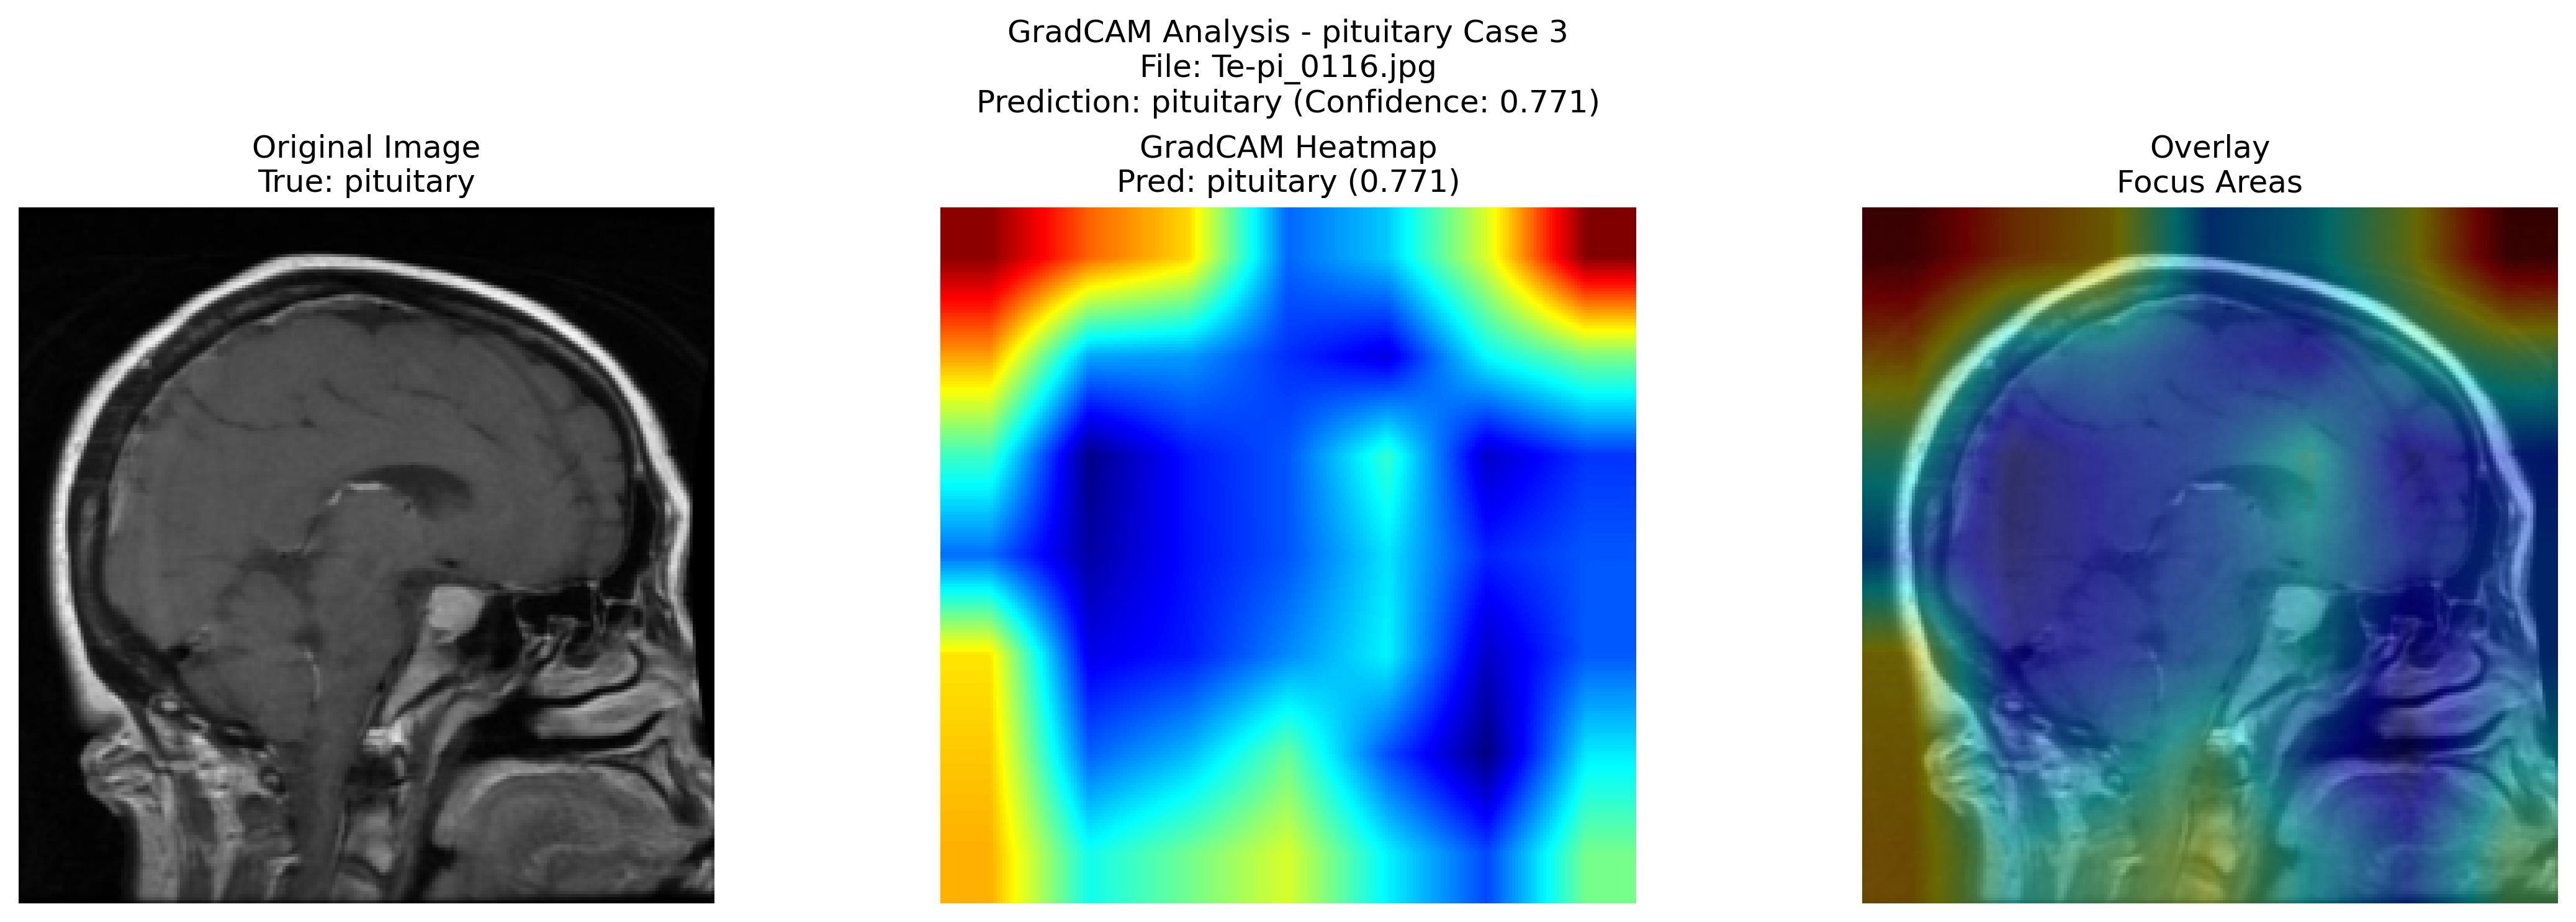 GradCAM Analysis - pituitary Case 3
File: Te-pi_0116.jpg
Prediction: pituitary (Confidence: 0.771)
Original Image
True: pituitary
GradCAM Heatmap
Pred: pituitary (0.771)
Overlay
Focus Areas